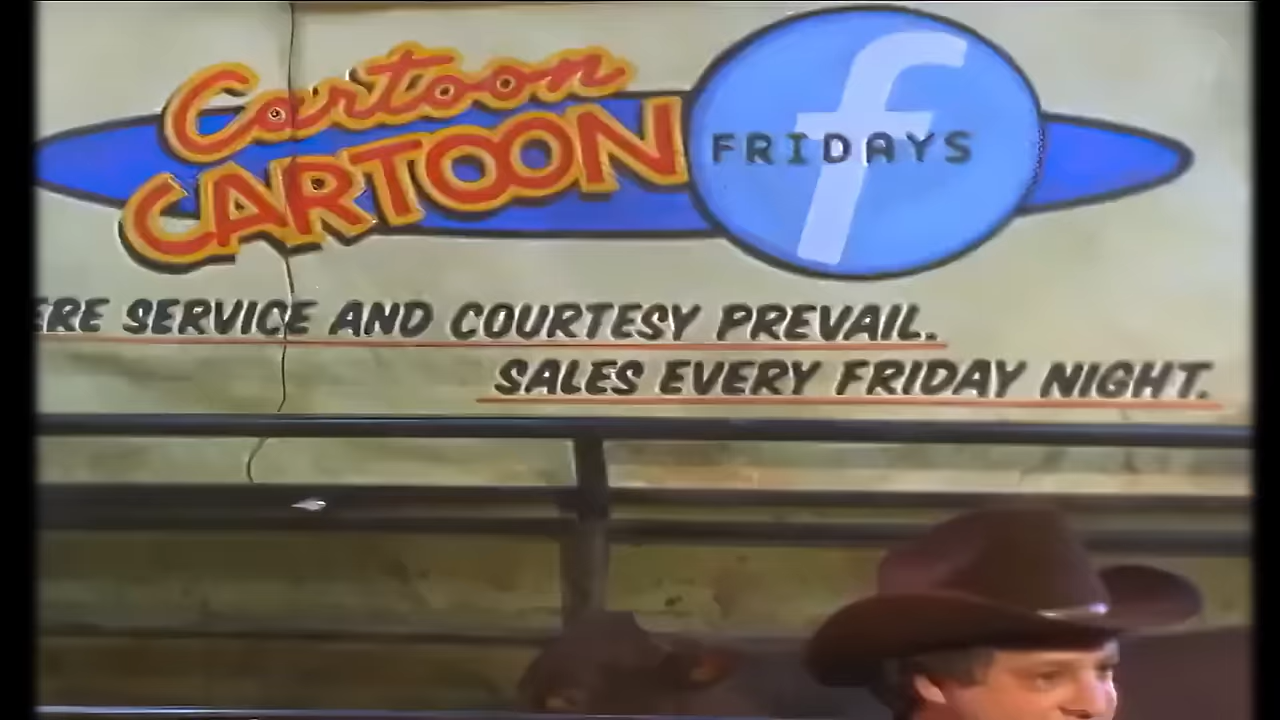 Cartoon
CARTOON
f
FRIDAYS
ERE SERVICE AND COURTESY PREVAIL.
SALES EVERY FRIDAY NIGHT.